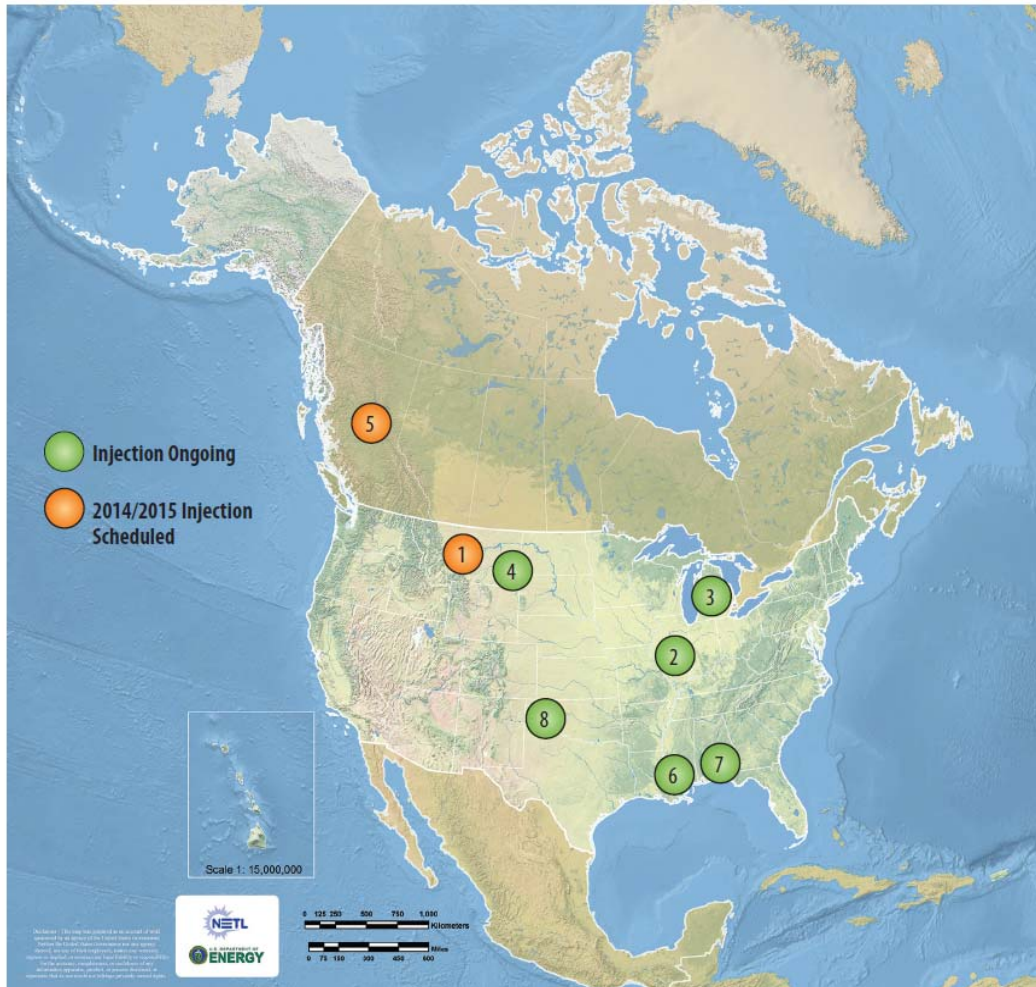 5
Injection Ongoing
2014/2015 Injection
Scheduled
1
4
3
2
8
6
7
Scale 1: 15,000,000
NETL
U.S. DEPARTMENT OF
ENERGY
0 125 250 500 750 1,000
Kilometers
Miles
0 75 150 300 450 600